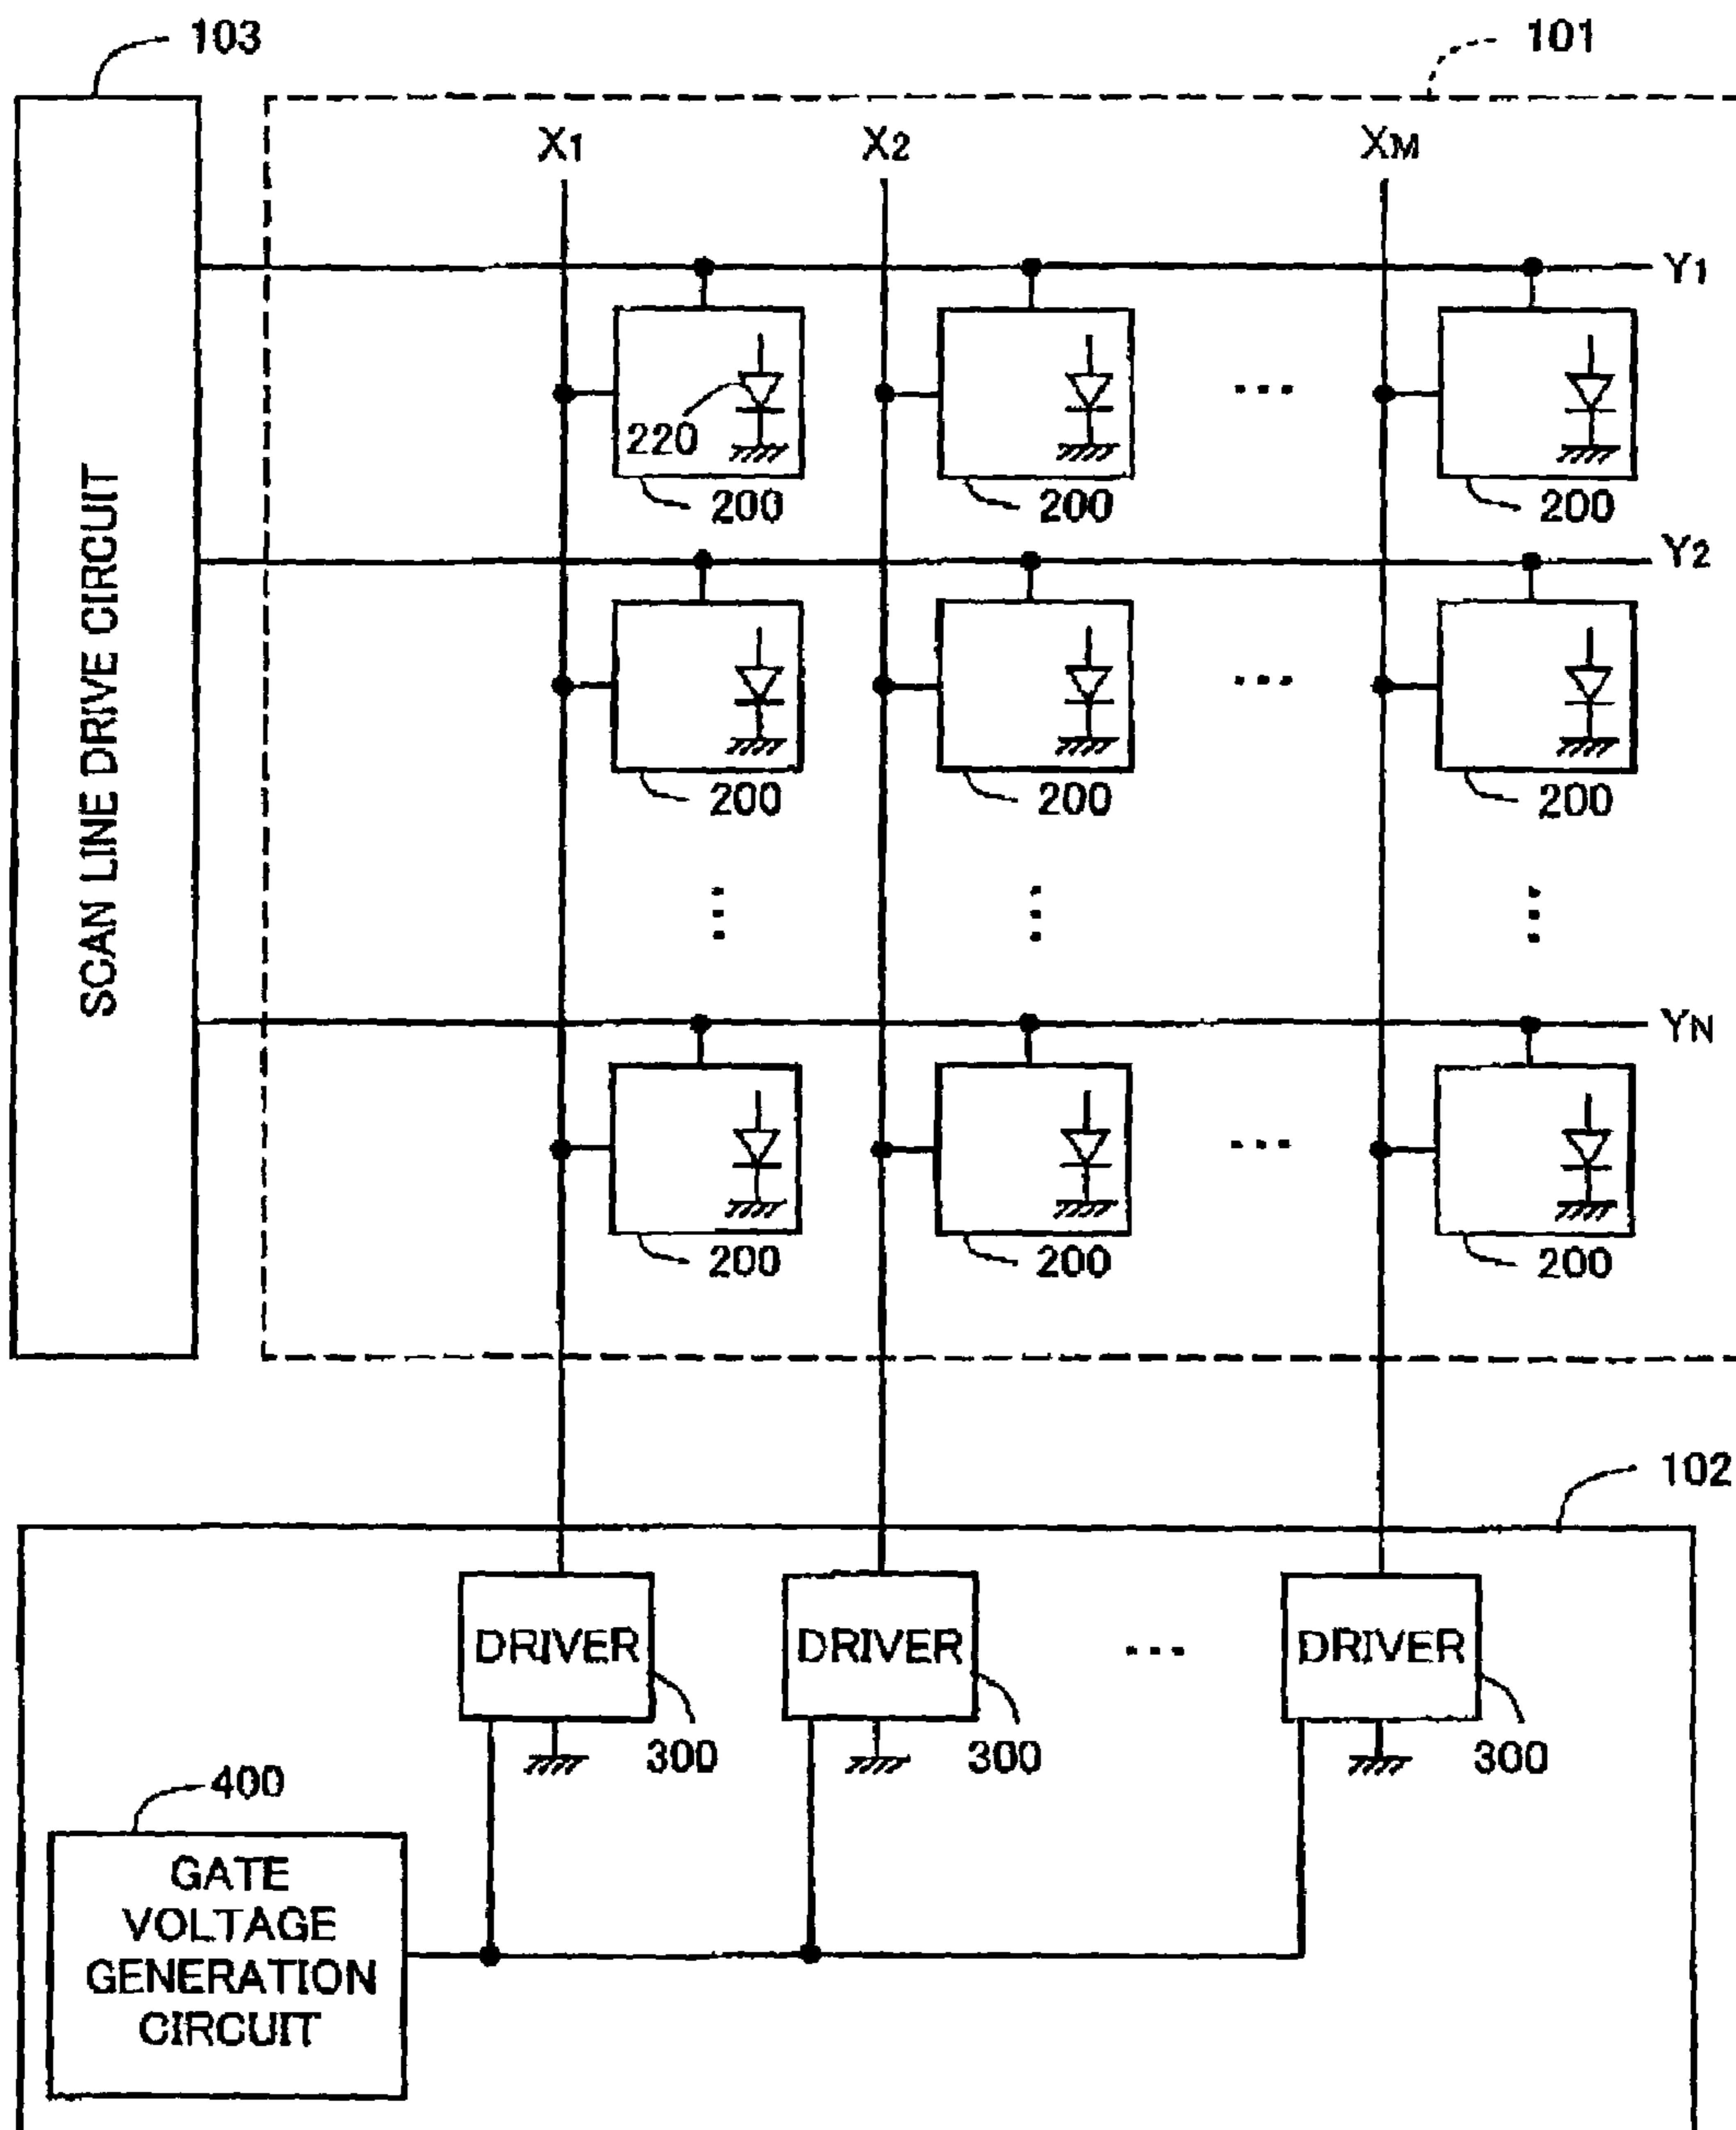 103
101
X1 X2 XM
Y1
220
200 200 200
Y2
200 200 200
SCAN LINE DRIVE CIRCUIT
YN
200 200 200
102
DRIVER DRIVER ... DRIVER
300 300 300
400
GATE
VOLTAGE
GENERATION
CIRCUIT